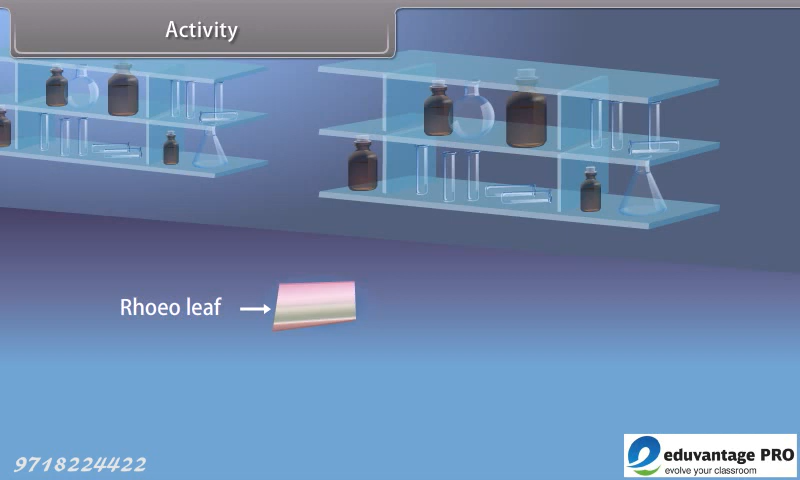 Activity
Rhoeo leaf
9718224422
eduvantage PRO
evolve your classroom